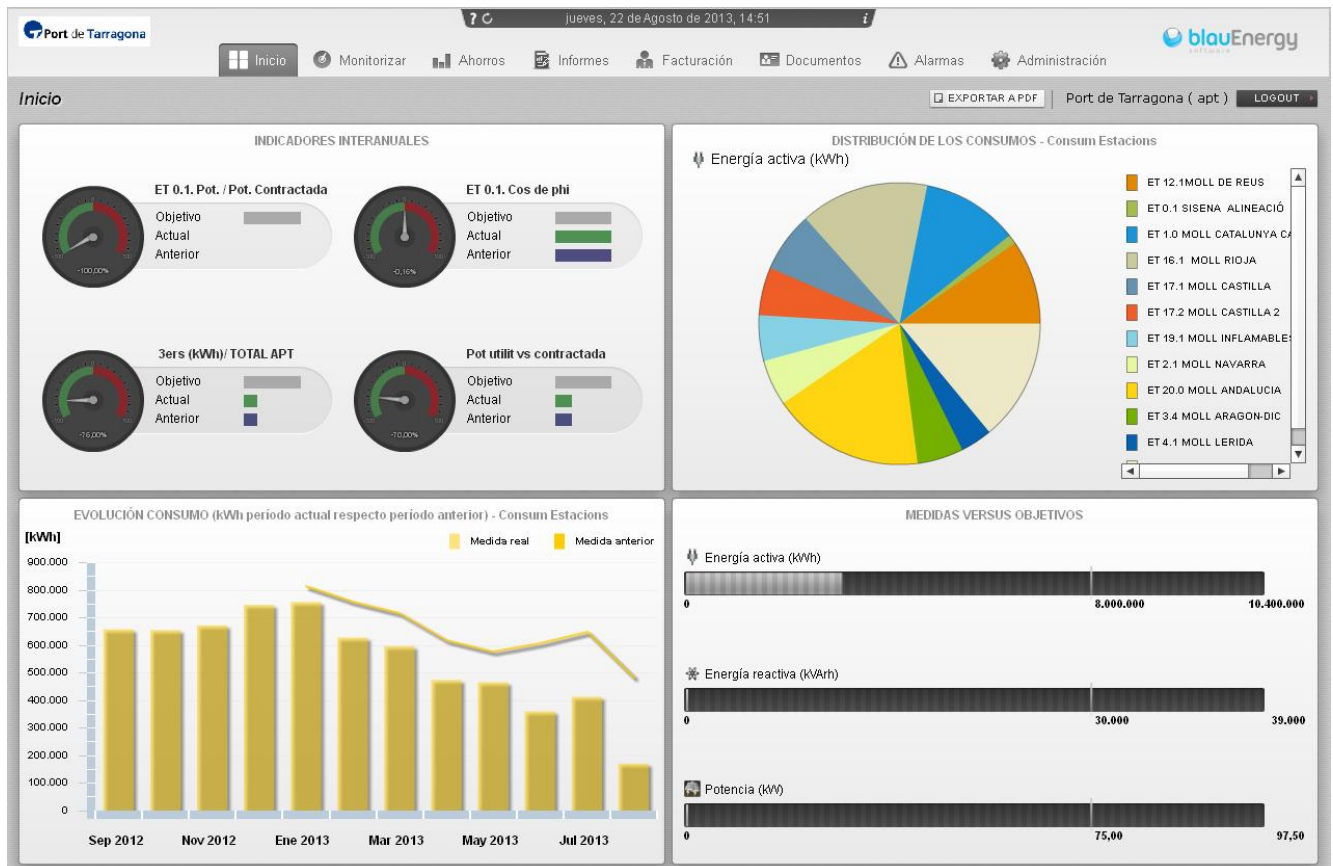 Port de Tarragona
? jueves, 22 de Agosto de 2013, 14:51 i
blauEnergy
software
Inicio Monitorizar Ahorros Informes Facturación Documentos Alarmas Administración
Inicio
EXPORTAR A PDF Port de Tarragona ( apt ) LOGOUT
INDICADORES INTERANUALES
ET 0.1. Pot. / Pot. Contractada
Objetivo
Actual
Anterior
-100,00%
ET 0.1. Cos de phi
Objetivo
Actual
Anterior
-0,16%
3ers (kWh)/ TOTAL APT
Objetivo
Actual
Anterior
-76,00%
Pot utilit vs contractada
Objetivo
Actual
Anterior
-70,00%
DISTRIBUCIÓN DE LOS CONSUMOS - Consum Estacions
Energía activa (kWh)
ET 12.1MOLL DE REUS
ET 0.1 SISENA ALINEACIÓ
ET 1.0 MOLL CATALUNYA CA
ET 16.1 MOLL RIOJA
ET 17.1 MOLL CASTILLA
ET 17.2 MOLL CASTILLA 2
ET 19.1 MOLL INFLAMABLES
ET 2.1 MOLL NAVARRA
ET 20.0 MOLL ANDALUCIA
ET 3.4 MOLL ARAGON-DIC
ET 4.1 MOLL LERIDA
EVOLUCIÓN CONSUMO (kWh período actual respecto período anterior) - Consum Estacions
[kWh]
Medida real Medida anterior
900.000
800.000
700.000
600.000
500.000
400.000
300.000
200.000
100.000
0
Sep 2012 Nov 2012 Ene 2013 Mar 2013 May 2013 Jul 2013
MEDIDAS VERSUS OBJETIVOS
Energía activa (kWh)
0 8.000.000 10.400.000
Energía reactiva (kVArh)
0 30.000 39.000
Potencia (kW)
0 75,00 97,50